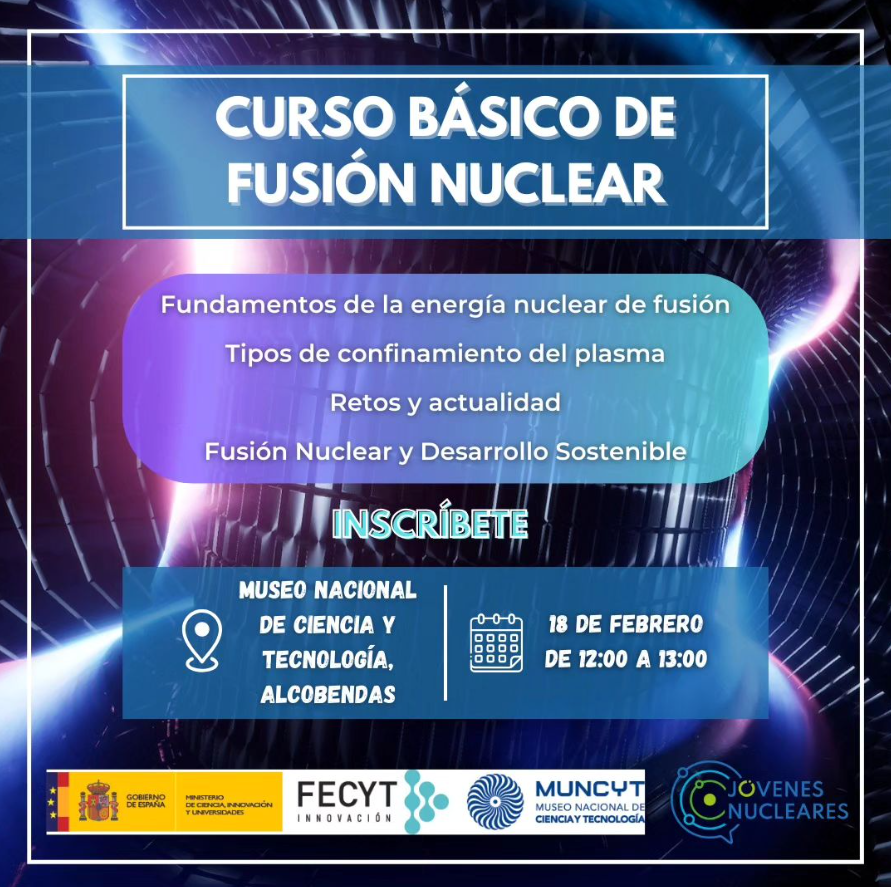 CURSO BÁSICO DE
FUSIÓN NUCLEAR
Fundamentos de la energía nuclear de fusión
Tipos de confinamiento del plasma
Retos y actualidad
Fusión Nuclear y Desarrollo Sostenible
INSCRÍBETE
MUSEO NACIONAL
DE CIENCIA Y
TECNOLOGÍA,
ALCOBENDAS
18 DE FEBRERO
DE 12:00 A 13:00
GOBIERNO
DE ESPAÑA
MINISTERIO
DE CIENCIA, INNOVACIÓN
Y UNIVERSIDADES
FECYT
INNOVACIÓN
MUNCYT
MUSEO NACIONAL DE
CIENCIA Y TECNOLOGÍA
JÓVENES
NUCLEARES